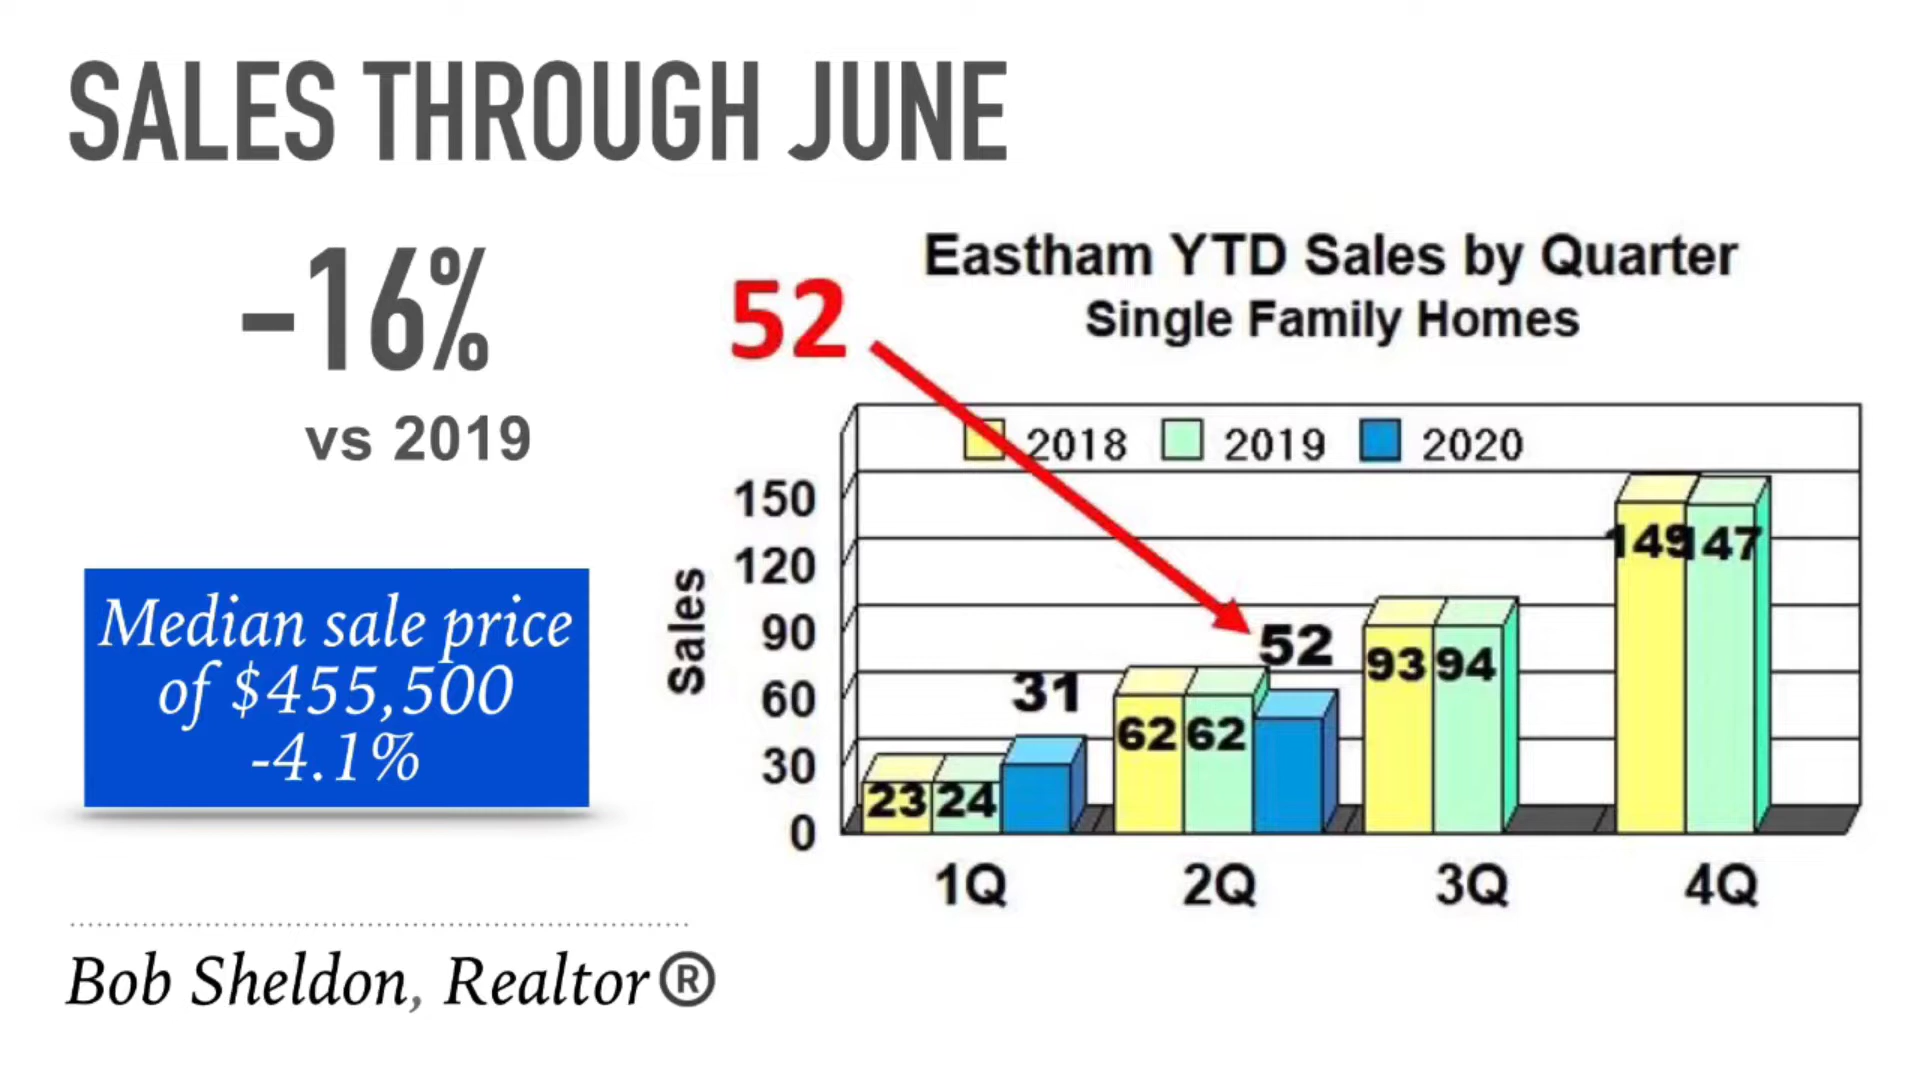 SALES THROUGH JUNE
-16%
vs 2019
Median sale price
of $455,500
-4.1%
Bob Sheldon, Realtor®
52
Eastham YTD Sales by Quarter
Single Family Homes
2018 2019 2020
Sales
150
120
90
60
30
0
23 24 31
62 62 52
93 94
149 147
1Q 2Q 3Q 4Q